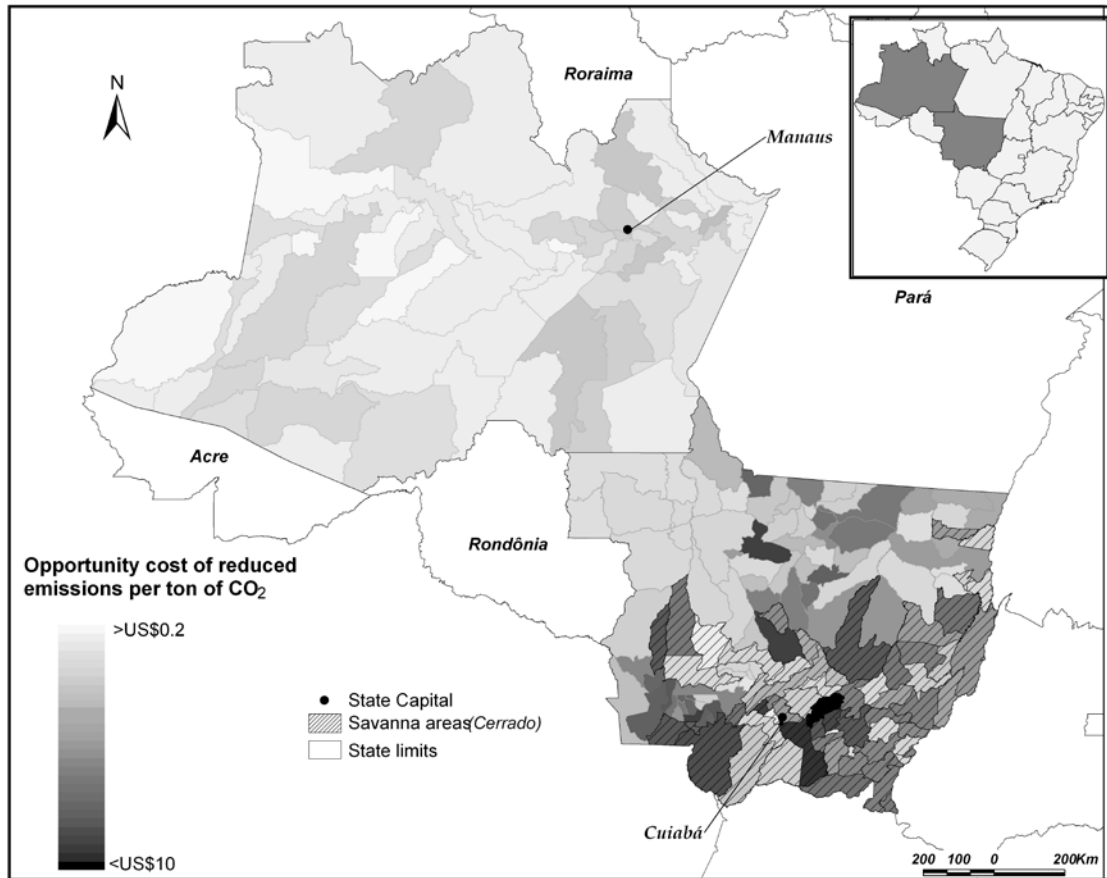 N
Roraima
Manaus
Pará
Acre
Rondônia
Opportunity cost of reduced
emissions per ton of CO2
>US$0.2
<US$10
State Capital
Savanna areas(Cerrado)
State limits
Cuiabá
200 100 0 200Km